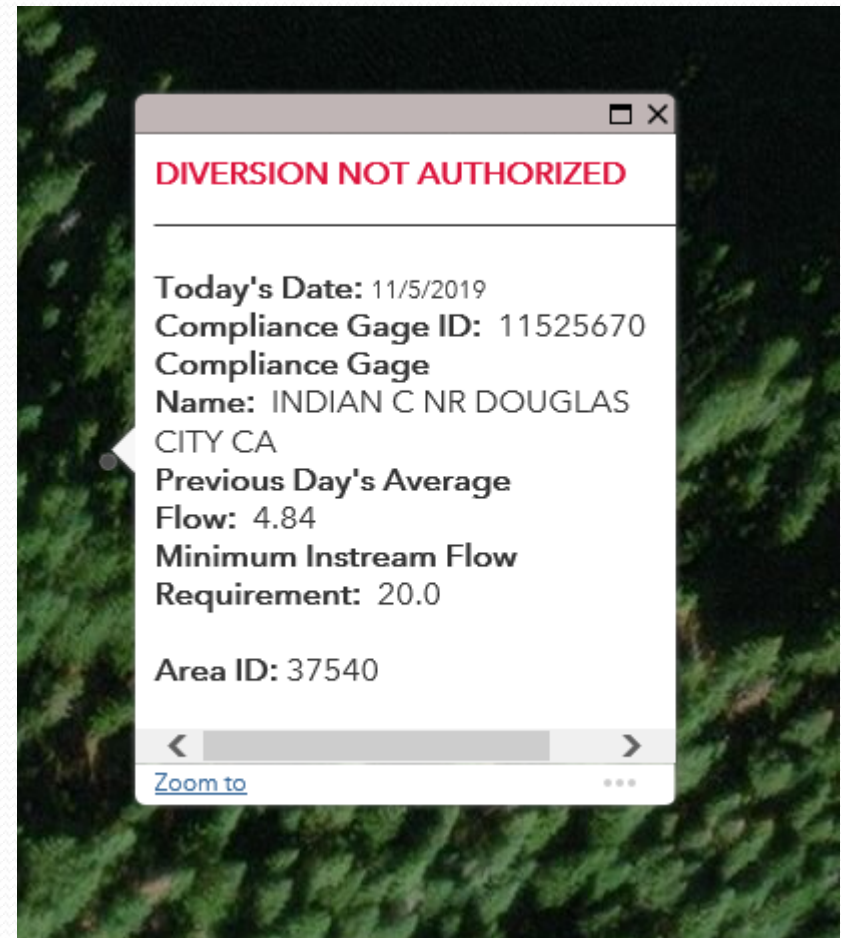 DIVERSION NOT AUTHORIZED
Today's Date: 11/5/2019
Compliance Gage ID: 11525670
Compliance Gage
Name: INDIAN C NR DOUGLAS
CITY CA
Previous Day's Average
Flow: 4.84
Minimum Instream Flow
Requirement: 20.0
Area ID: 37540
Zoom to